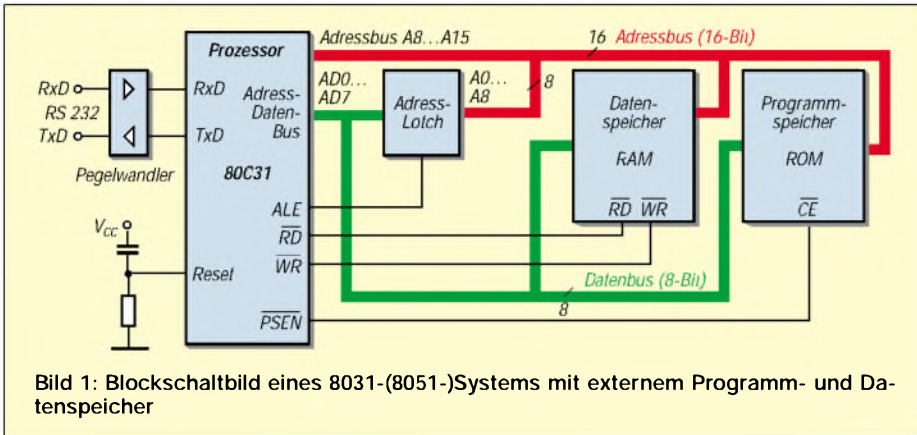 Prozessor
Adressbus A8...A15
16 Adressbus (16-Bit)
RxD
RS 232
TxD
Pegelwandler
RxD
TxD
Adress-
Daten-
Bus
80C31
AD0...
AD7
Adress-
Lotch
A0...
A8
8
Daten-
speicher
RAM
RD WR
Programm-
speicher
ROM
CE
ALE
RD
WR
VCC
Reset
PSEN
Datenbus (8-Bit)
8
Bild 1: Blockschaltbild eines 8031-(8051-)Systems mit externem Programm- und Da-
tenspeicher